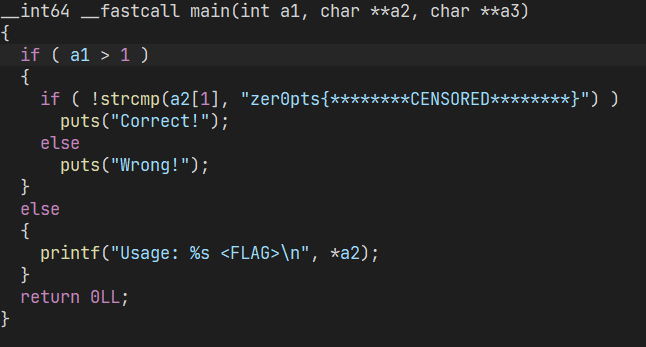 __int64 __fastcall main(int a1, char **a2, char **a3)
{
  if ( a1 > 1 )
  {
    if ( !strcmp(a2[1], "zer0pts{********CENSORED********}") )
      puts("Correct!");
    else
      puts("Wrong!");
  }
  else
  {
    printf("Usage: %s <FLAG>\n", *a2);
  }
  return 0LL;
}